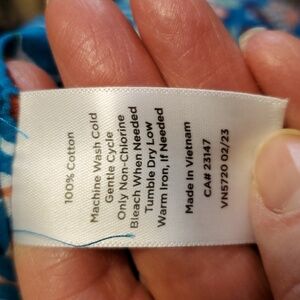 100% Cotton
Machine Wash Cold
Gentle Cycle
Only Non-Chlorine
Bleach When Needed
Tumble Dry Low
Warm Iron, If Needed
Made In Vietnam
CA# 23147
VN5720 02/23